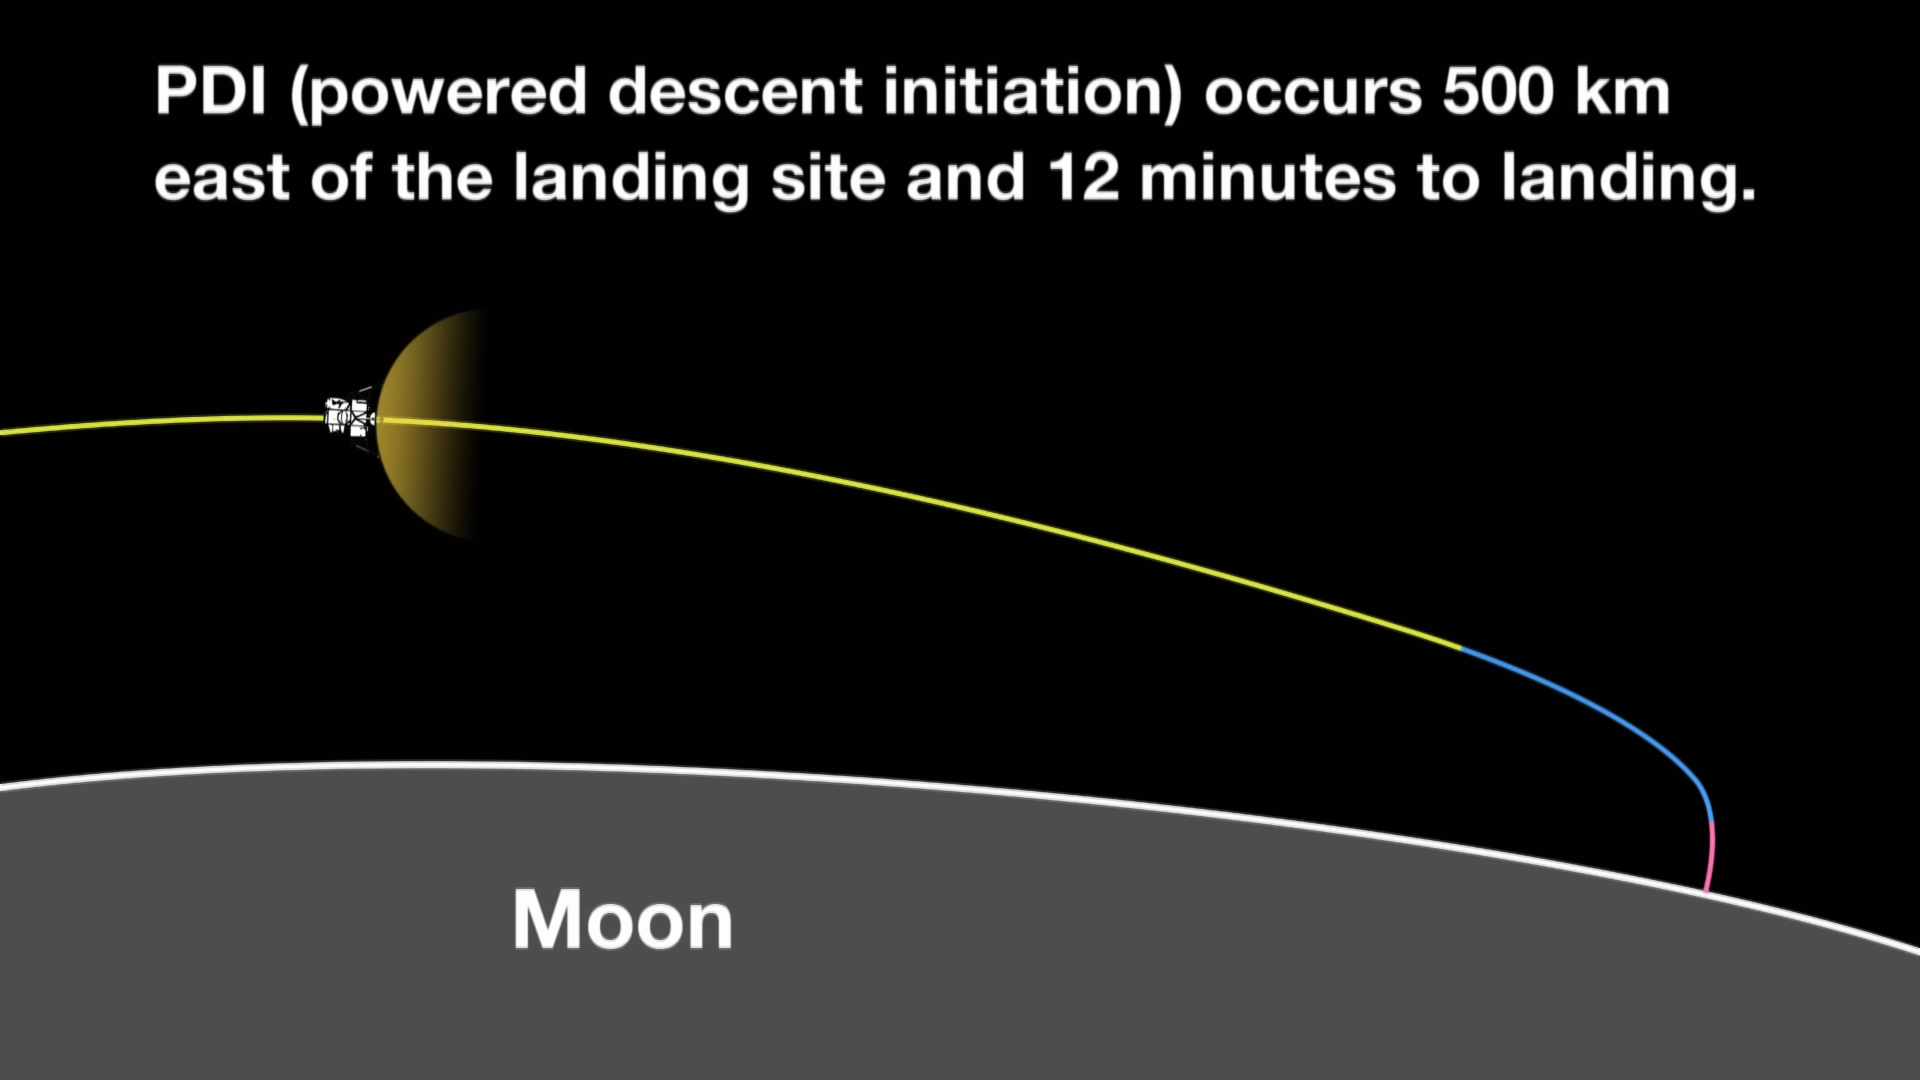 PDI (powered descent initiation) occurs 500 km
east of the landing site and 12 minutes to landing.
Moon